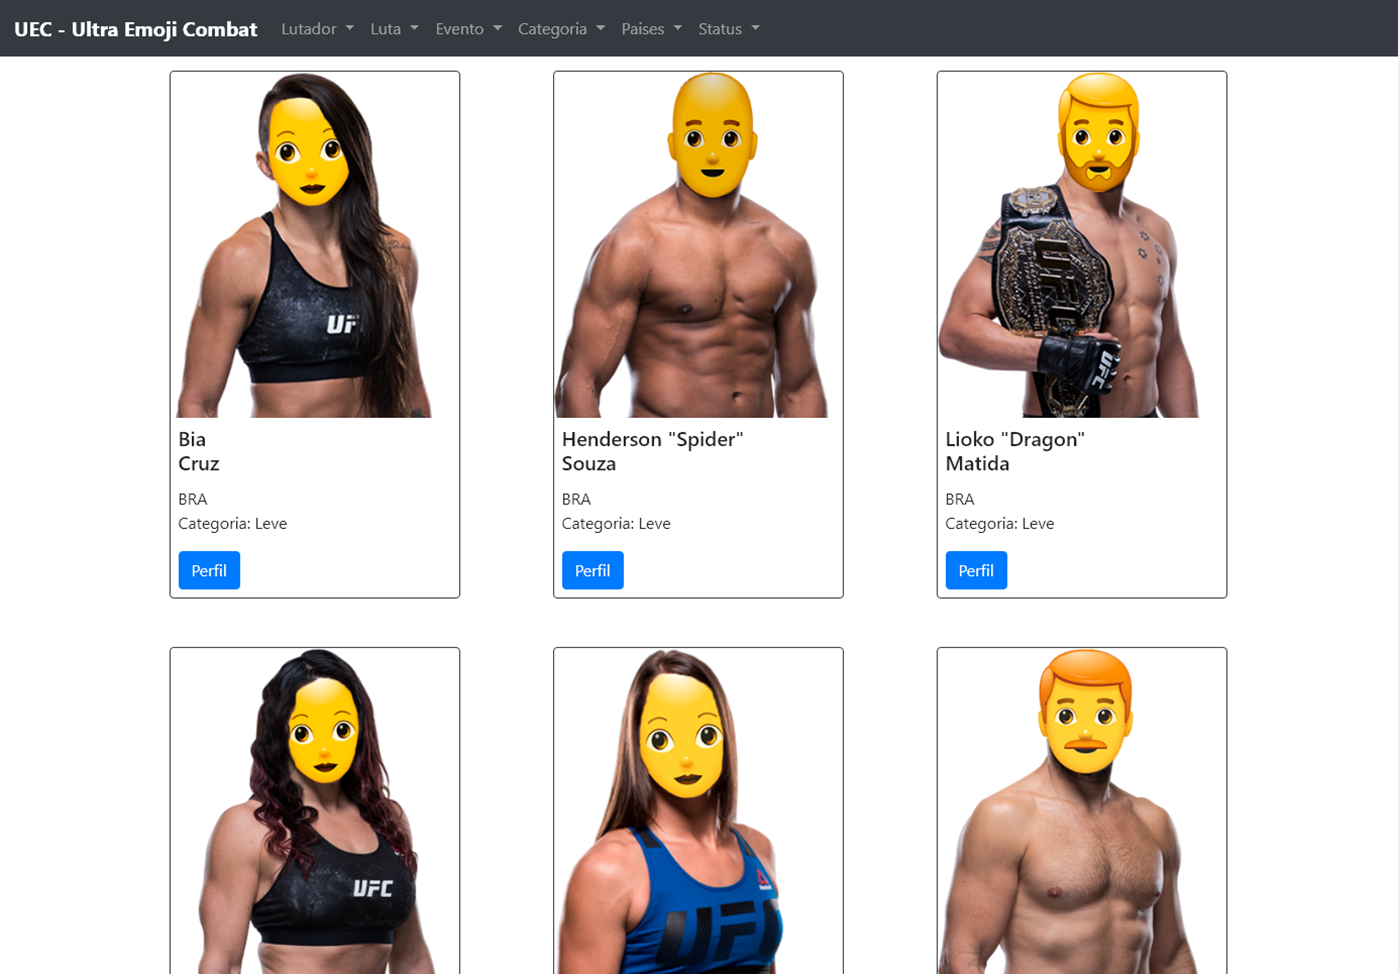 UEC - Ultra Emoji Combat Lutador Luta Evento Categoria Paises Status
UF
UFC
UFC
Bia
Cruz
BRA
Categoria: Leve
Perfil
Henderson "Spider"
Souza
BRA
Categoria: Leve
Perfil
Lioko "Dragon"
Matida
BRA
Categoria: Leve
Perfil
UFC
UFC